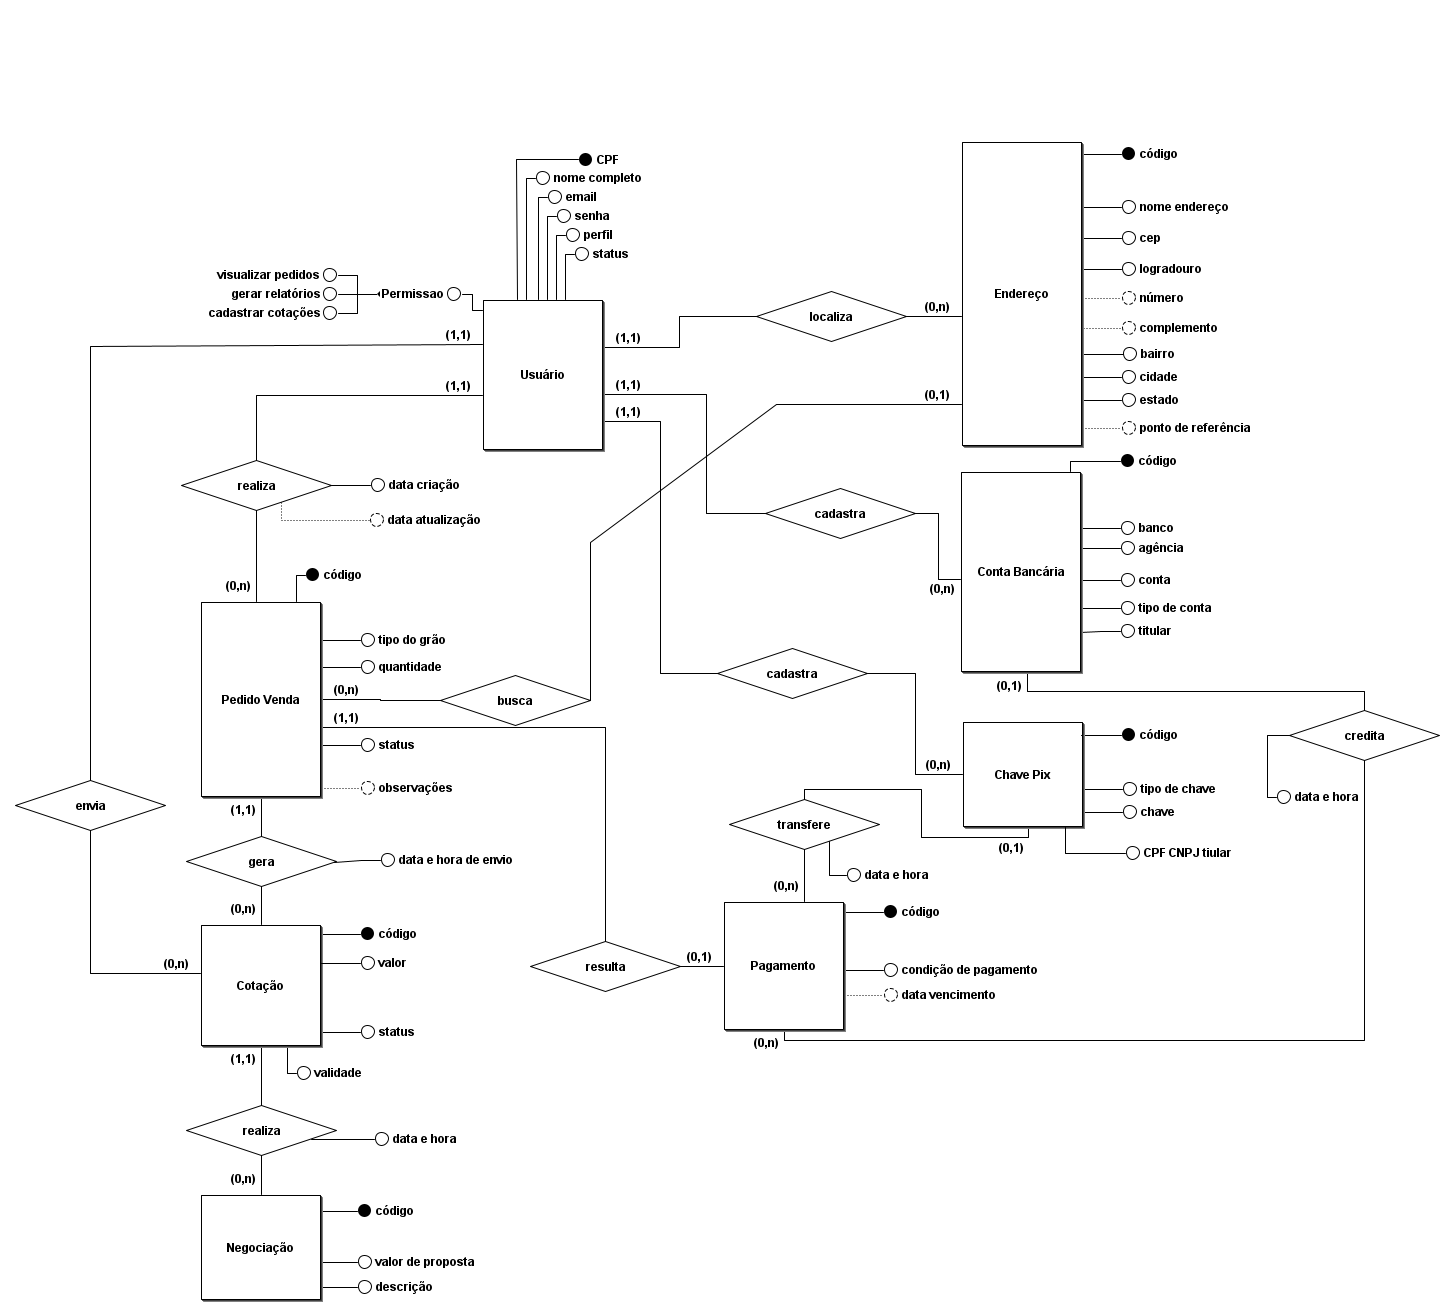 CPF
nome completo
email
senha
perfil
status
visualizar pedidos
gerar relatórios
cadastrar cotações
Permissao
Usuário
(1,1)
(1,1)
(1,1)
(1,1)
(1,1)
localiza
(0,n)
(0,1)
Endereço
código
nome endereço
cep
logradouro
número
complemento
bairro
cidade
estado
ponto de referência
realiza
data criação
data atualização
(0,n)
cadastra
(0,n)
Conta Bancária
código
banco
agência
conta
tipo de conta
titular
(0,1)
código
Pedido Venda
tipo do grão
quantidade
(0,n)
(1,1)
status
observações
(1,1)
busca
cadastra
(0,n)
Chave Pix
código
tipo de chave
chave
CPF CNPJ tiular
(0,1)
credita
data e hora
envia
gera
data e hora de envio
(0,n)
transfere
data e hora
(0,n)
Cotação
código
valor
status
validade
(0,n)
(1,1)
resulta
(0,1)
Pagamento
código
condição de pagamento
data vencimento
(0,n)
realiza
data e hora
(0,n)
Negociação
código
valor de proposta
descrição